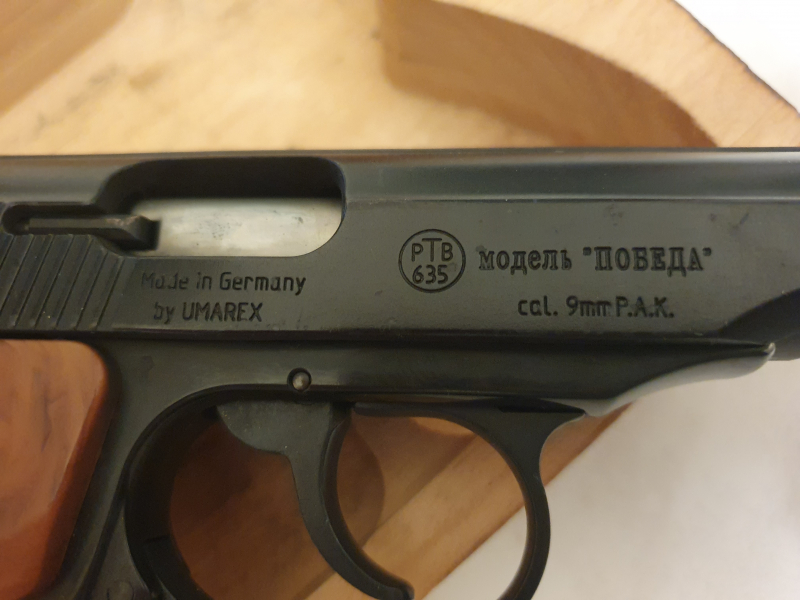 PTB
635
Made in Germany
by UMAREX
модель "ПОБЕДА"
cal. 9mm P.A.K.